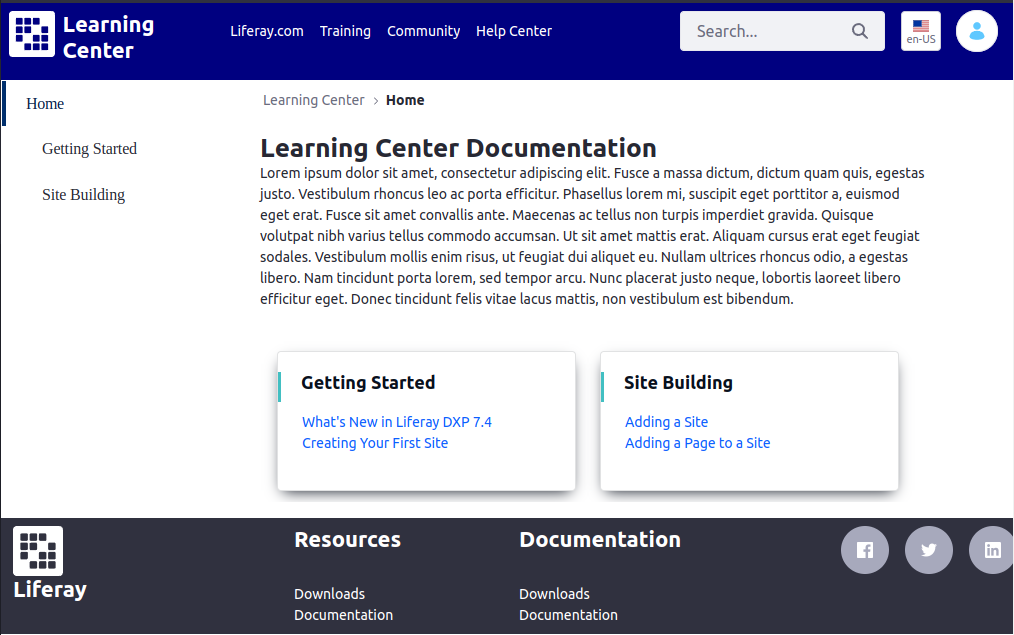 Learning
Center
Liferay.com Training Community Help Center
Search...
en-US
Home
Getting Started
Site Building
Learning Center > Home
Learning Center Documentation
Lorem ipsum dolor sit amet, consectetur adipiscing elit. Fusce a massa dictum, dictum quam quis, egestas
justo. Vestibulum rhoncus leo ac porta efficitur. Phasellus lorem mi, suscipit eget porttitor a, euismod
eget erat. Fusce sit amet convallis ante. Maecenas ac tellus non turpis imperdiet gravida. Quisque
volutpat nibh varius tellus commodo accumsan. Ut sit amet mattis erat. Aliquam cursus erat eget feugiat
sodales. Vestibulum mollis enim risus, ut feugiat dui aliquet eu. Nullam ultrices rhoncus odio, a egestas
libero. Nam tincidunt porta lorem, sed tempor arcu. Nunc placerat justo neque, lobortis laoreet libero
efficitur eget. Donec tincidunt felis vitae lacus mattis, non vestibulum est bibendum.
Getting Started
What's New in Liferay DXP 7.4
Creating Your First Site
Site Building
Adding a Site
Adding a Page to a Site
Liferay
Resources
Downloads
Documentation
Documentation
Downloads
Documentation